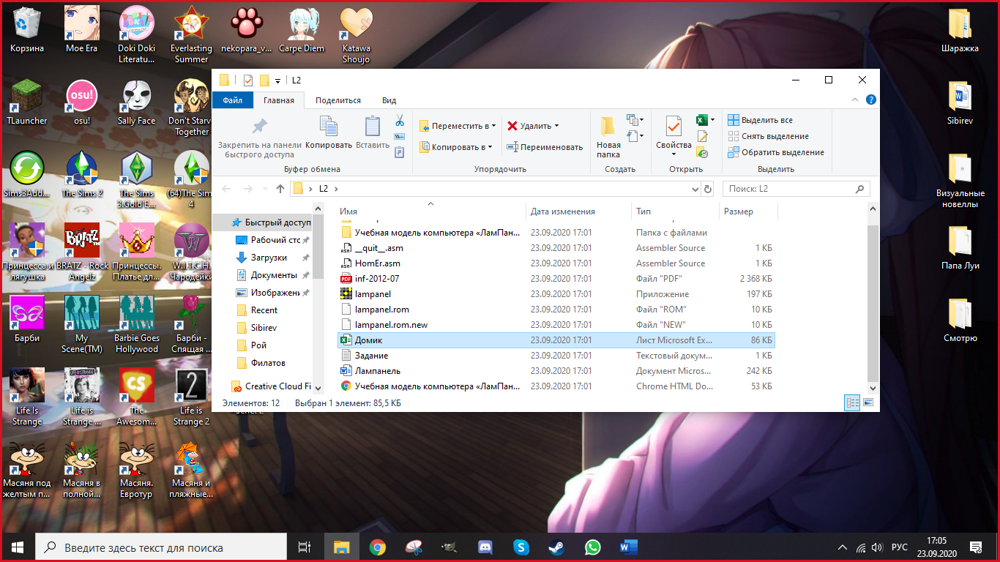 Корзина
Moe Era
Doki Doki
Literatu...
Everlasting
Summer
nekopara_v...
Carpe Diem
Katawa
Shoujo
Шаражка
TLauncher
osu!
Sally Face
Don't Starve
Together
Sibirev
Sims3Add...
The Sims 2
The Sims
3.Gold E...
(64)The Sim
4
Визуальные
новеллы
Принцесса и
лягушка
BRATZ - Rock
Angelz
Принцессы.
Платье дл...
W.I.T.C.H.
Чародейки
Папа Луи
Барби
My
Scene(TM)
Barbie Goes
Hollywood
Барби -
Спящая ...
Смотрю
Life Is
Strange
Life is
Strange ...
The
Awesom...
Life is
Strange 2
Масяня под
желтым п...
Масяня в
полной...
Масяня.
Евротур
Масяня и
пляжные...
L2
Файл
Главная
Поделиться
Вид
Закрепить на панели
быстрого доступа
Копировать
Вставить
Буфер обмена
Переместить в
Копировать в
Удалить
Переименовать
Упорядочить
Новая
папка
Создать
Свойства
Открыть
Выделить все
Снять выделение
Обратить выделение
Выделить
L2
Поиск: L2
Быстрый доступ
Рабочий сто
Загрузки
Документы
Изображени
Recent
Sibirev
Рой
Филатов
Creative Cloud Fi
Имя
Дата изменения
Тип
Размер
Учебная модель компьютера «ЛамПан... 23.09.2020 17:01 Папка с файлами
__quit__.asm 23.09.2020 17:01 Assembler Source 1 КБ
HomEr.asm 23.09.2020 17:01 Assembler Source 1 КБ
inf-2012-07 23.09.2020 17:01 Файл "PDF" 2 368 КБ
lampanel 23.09.2020 17:01 Приложение 197 КБ
lampanel.rom 23.09.2020 17:01 Файл "ROM" 10 КБ
lampanel.rom.new 23.09.2020 17:01 Файл "NEW" 10 КБ
Домик 23.09.2020 17:01 Лист Microsoft Ex... 86 КБ
Задание 23.09.2020 17:01 Текстовый докум... 1 КБ
Лампанель 23.09.2020 17:01 Документ Micros... 242 КБ
Учебная модель компьютера «ЛамПан... 23.09.2020 17:01 Chrome HTML Do... 53 КБ
Элементов: 12
Выбран 1 элемент: 85,5 КБ
Введите здесь текст для поиска
РУС
17:05
23.09.2020